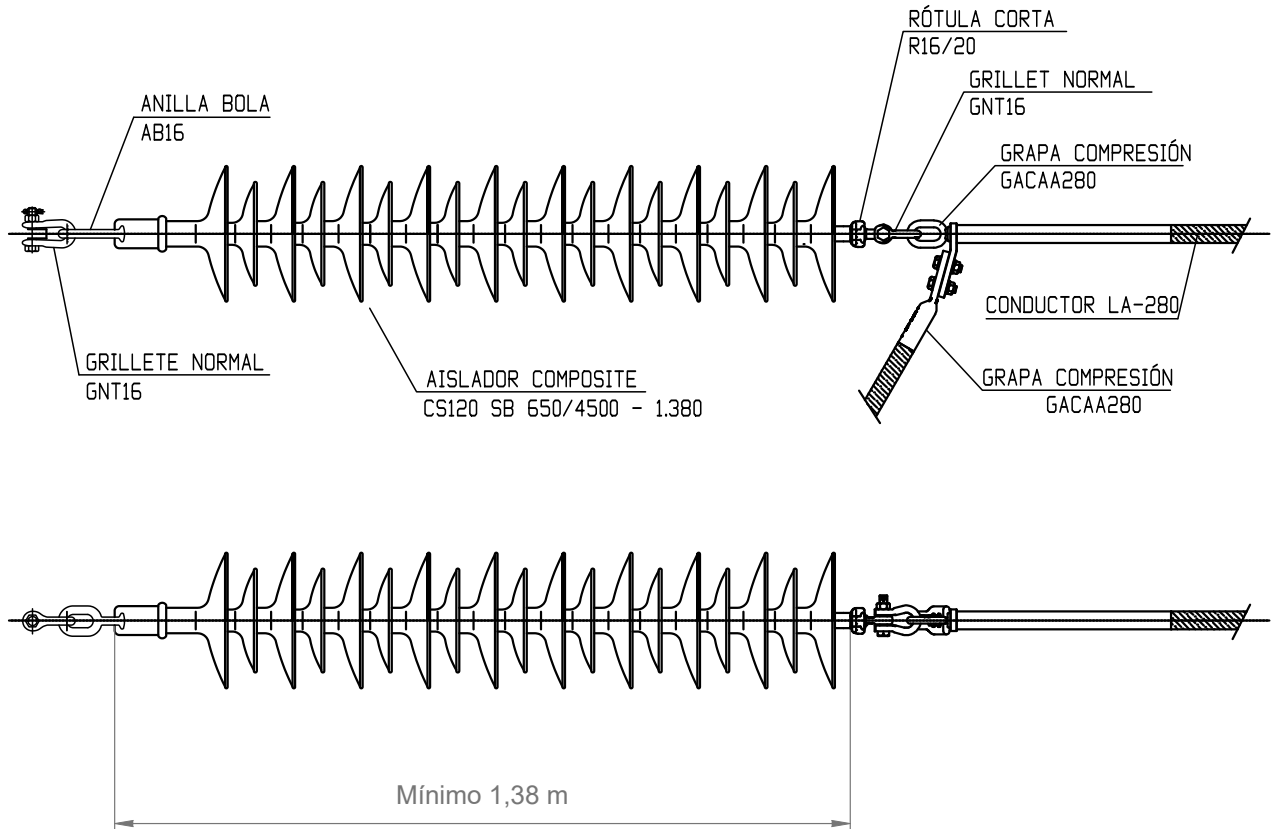 RÓTULA CORTA
R16/20
GRILLET NORMAL
GNT16
ANILLA BOLA
AB16
GRAPA COMPRESIÓN
GACAA280
CONDUCTOR LA-280
GRILLETE NORMAL
GNT16
AISLADOR COMPOSITE
CS120 SB 650/4500 - 1.380
GRAPA COMPRESIÓN
GACAA280
Mínimo 1,38 m